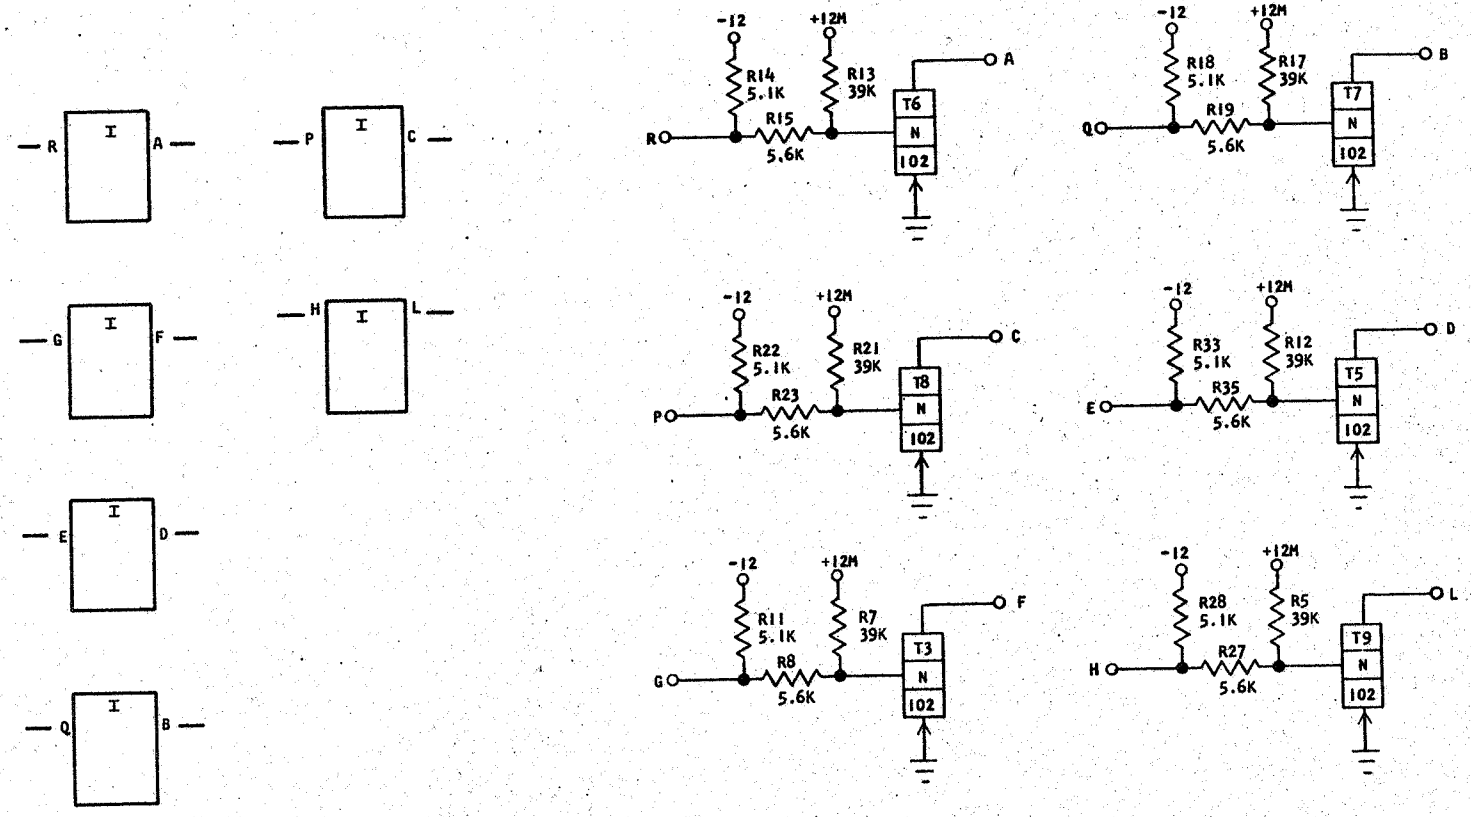 R I A
P I C
G I F
H I L
E I D
Q I B
-12 +12M
R14 5.1K
R13 39K
R15
5.6K
R
A
T6
N
102
-12 +12M
R18 5.1K
R17 39K
R19
5.6K
Q
B
T7
N
102
-12 +12M
R22 5.1K
R21 39K
R23
5.6K
P
C
T8
N
102
-12 +12M
R33 5.1K
R12 39K
R35
5.6K
E
D
T5
N
102
-12 +12M
R11 5.1K
R7 39K
R8
5.6K
G
F
T3
N
102
-12 +12M
R28 5.1K
R5 39K
R27
5.6K
H
L
T9
N
102